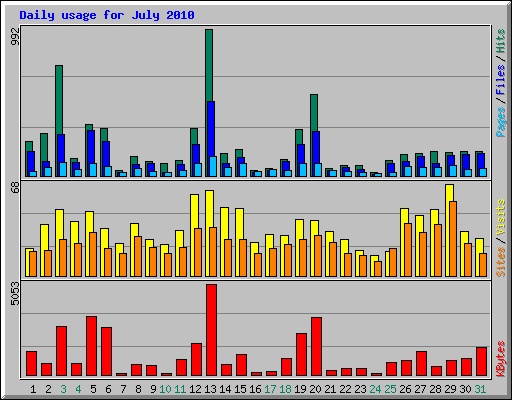 Daily usage for July 2010
992
Pages / Files / Hits
68
Sites / Visits
5053
KBytes
1 2 3 4 5 6 7 8 9 10 11 12 13 14 15 16 17 18 19 20 21 22 23 24 25 26 27 28 29 30 31